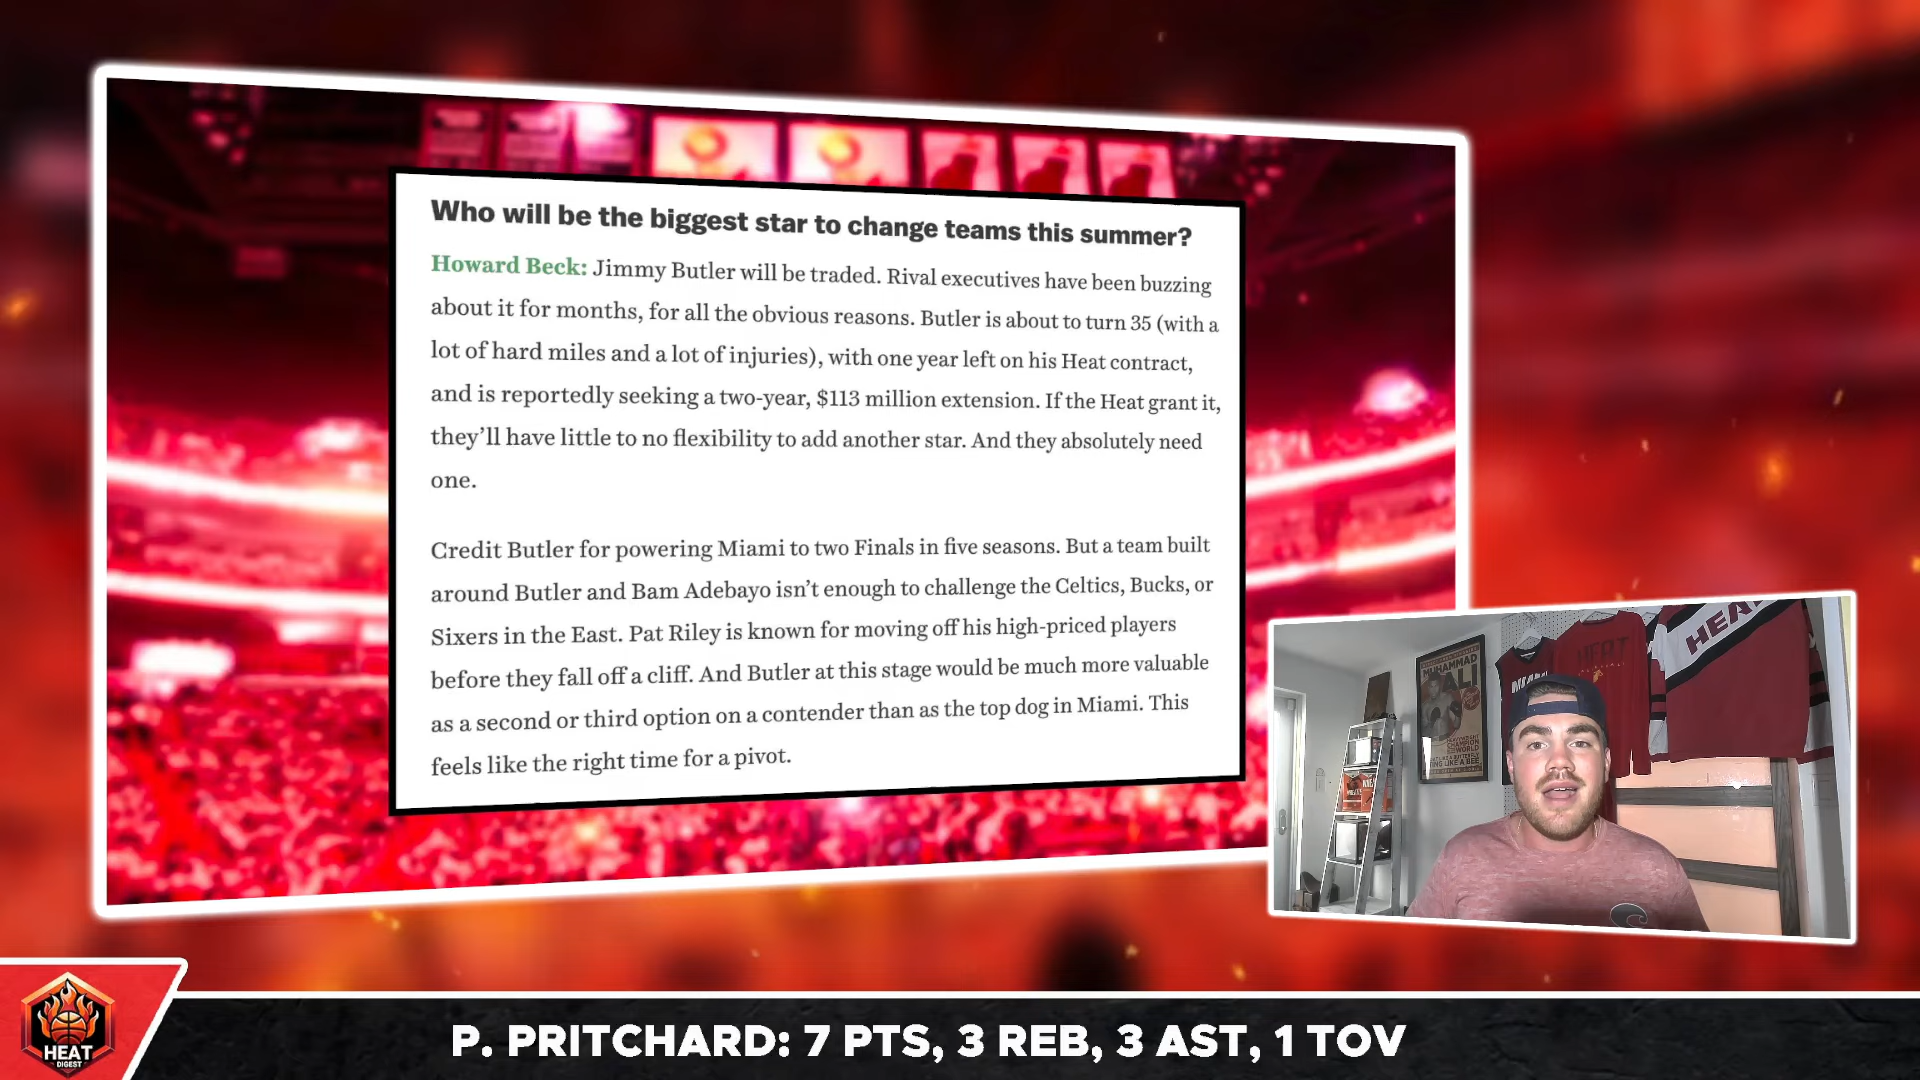 Who will be the biggest star to change teams this summer?
Howard Beck: Jimmy Butler will be traded. Rival executives have been buzzing
about it for months, for all the obvious reasons. Butler is about to turn 35 (with a
lot of hard miles and a lot of injuries), with one year left on his Heat contract,
and is reportedly seeking a two-year, $113 million extension. If the Heat grant it,
they’ll have little to no flexibility to add another star. And they absolutely need
one.
Credit Butler for powering Miami to two Finals in five seasons. But a team built
around Butler and Bam Adebayo isn’t enough to challenge the Celtics, Bucks, or
Sixers in the East. Pat Riley is known for moving off his high-priced players
before they fall off a cliff. And Butler at this stage would be much more valuable
as a second or third option on a contender than as the top dog in Miami. This
feels like the right time for a pivot.
MUHAMMAD
ALI
HEAT
HEAT
DIGEST
P. PRITCHARD: 7 PTS, 3 REB, 3 AST, 1 TOV